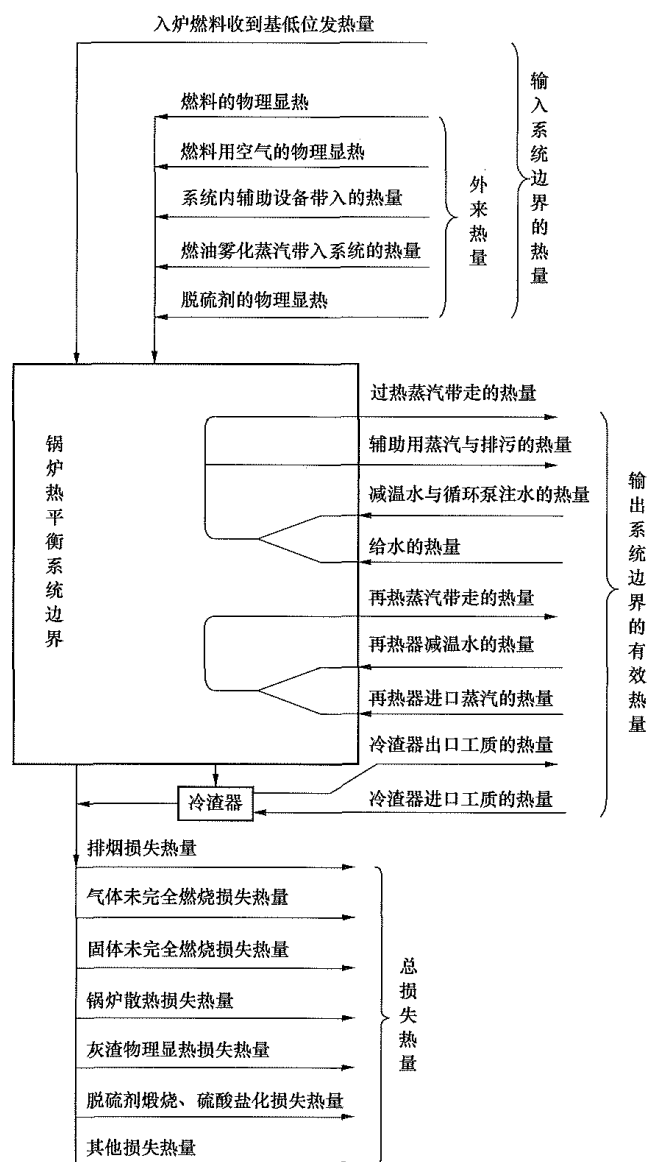 入炉燃料收到基低位发热量
燃料的物理显热
燃料用空气的物理显热
系统内辅助设备带入的热量
燃油雾化蒸汽带入系统的热量
脱硫剂的物理显热
外来热量
输入系统边界的热量
锅炉热平衡系统边界
过热蒸汽带走的热量
辅助用蒸汽与排污的热量
减温水与循环泵注水的热量
给水的热量
再热蒸汽带走的热量
再热器减温水的热量
再热器进口蒸汽的热量
冷渣器出口工质的热量
冷渣器进口工质的热量
输出系统边界的有效热量
冷渣器
排烟损失热量
气体未完全燃烧损失热量
固体未完全燃烧损失热量
锅炉散热损失热量
灰渣物理显热损失热量
脱硫剂煅烧、硫酸盐化损失热量
其他损失热量
总损失热量